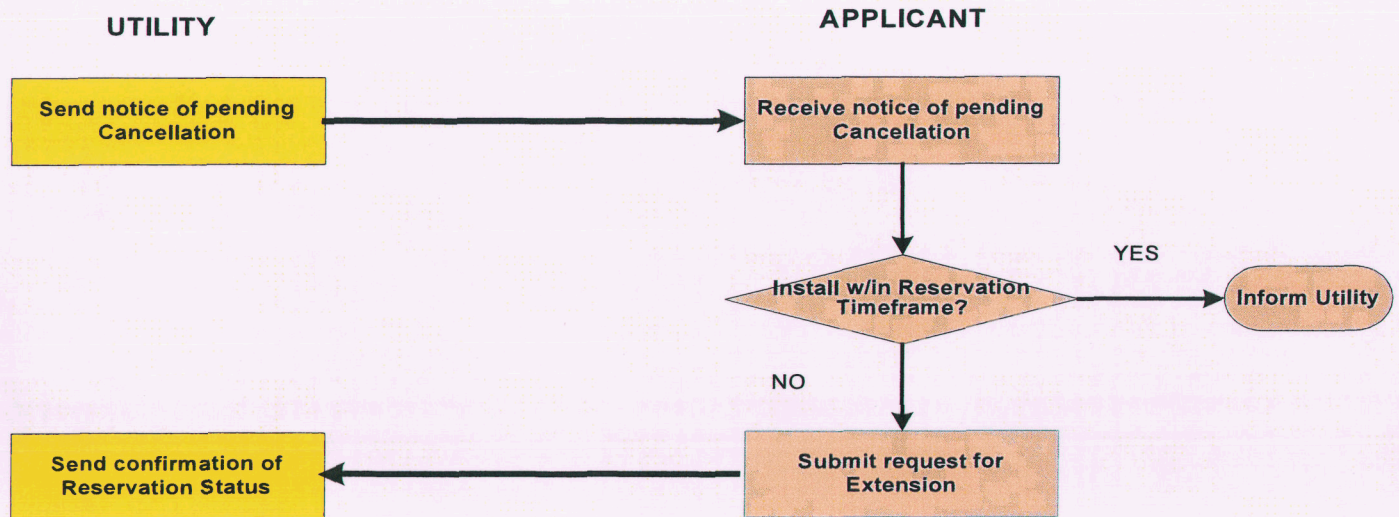 UTILITY
APPLICANT
Send notice of pending
Cancellation
Receive notice of pending
Cancellation
YES
Install w/in Reservation
Timeframe?
Inform Utility
NO
Send confirmation of
Reservation Status
Submit request for
Extension